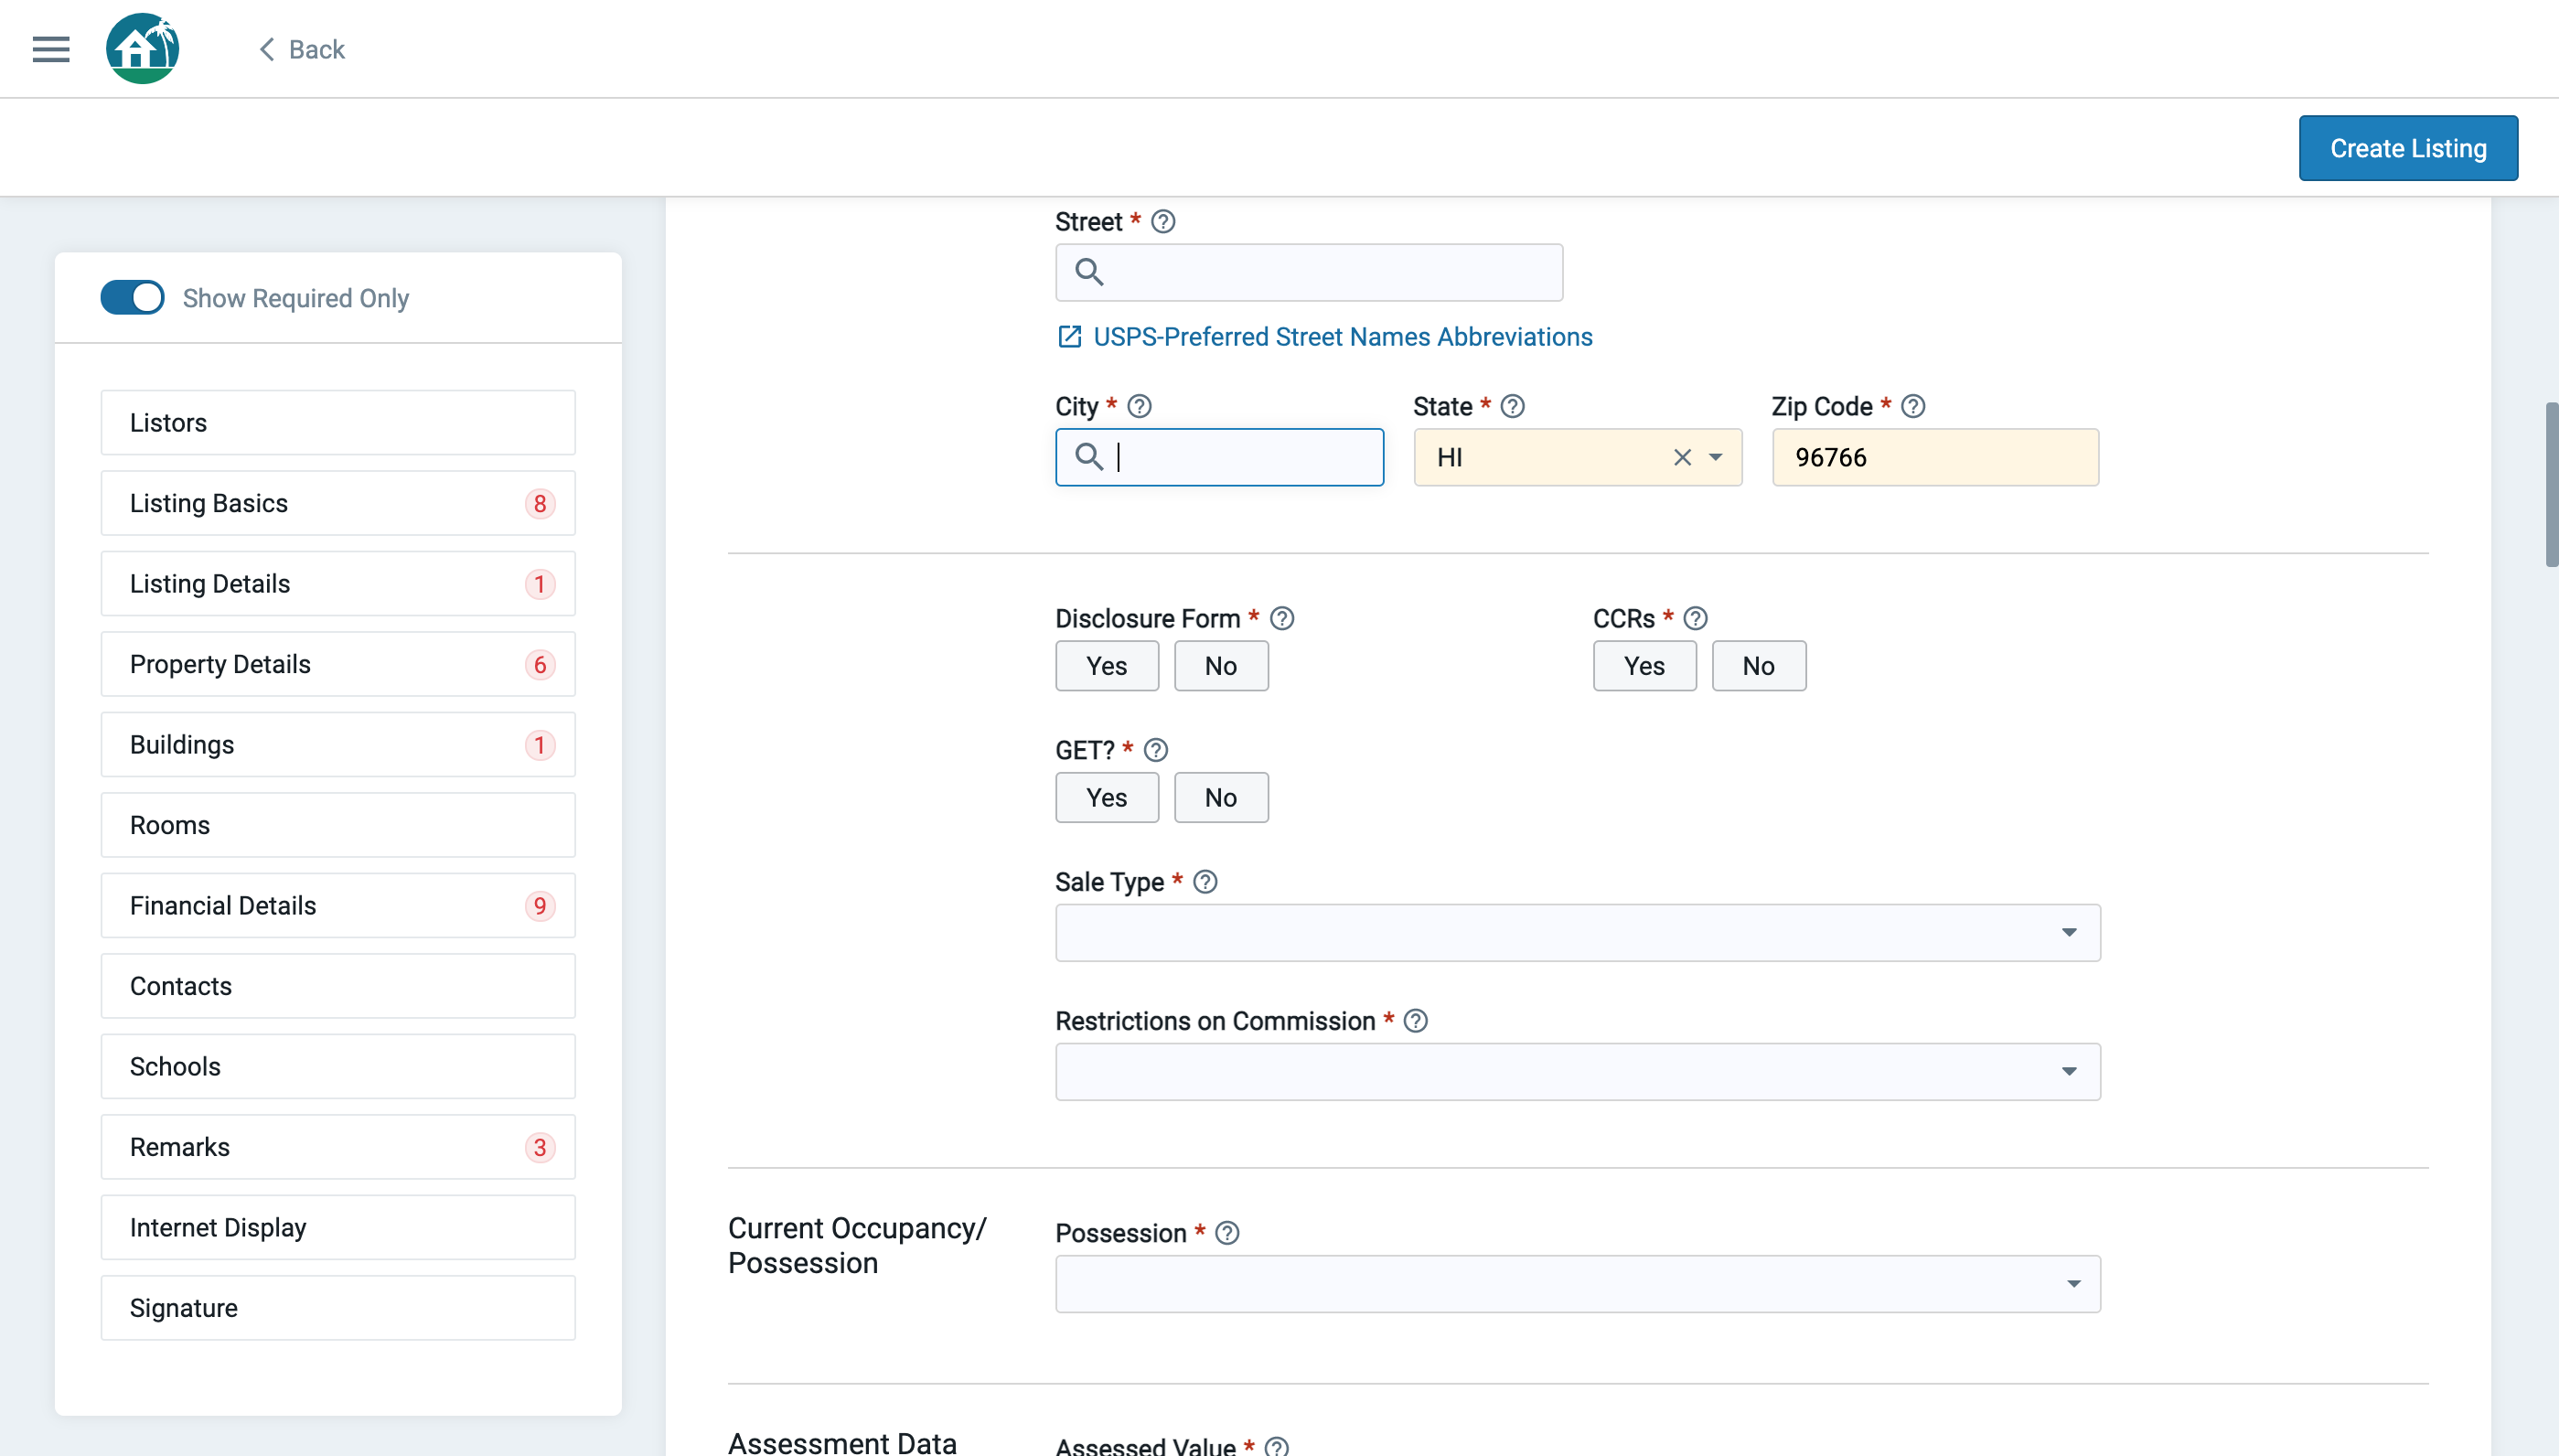 Back
Create Listing
Show Required Only
Listors
Listing Basics 8
Listing Details 1
Property Details 6
Buildings 1
Rooms
Financial Details 9
Contacts
Schools
Remarks 3
Internet Display
Signature
Street * ?
USPS-Preferred Street Names Abbreviations
City * ? State * ? Zip Code * ?
HI 96766
Disclosure Form * ? CCRs * ?
Yes No Yes No
GET? * ?
Yes No
Sale Type * ?
Restrictions on Commission * ?
Current Occupancy/
Possession
Possession * ?
Assessment Data
Assessed Value * ?